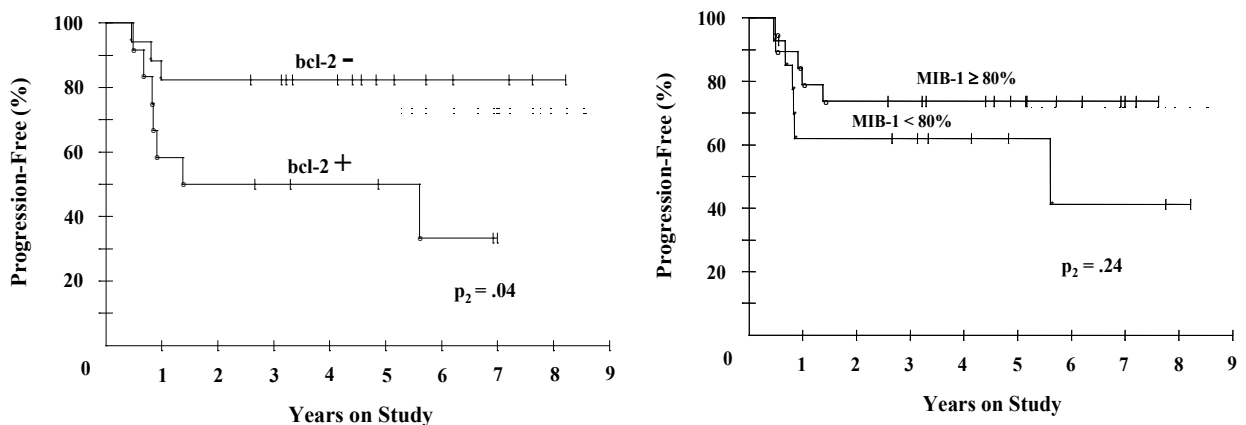 100
80
60
40
20
0
Progression-Free (%)
bcl-2 -
bcl-2 +
p2 = .04
1 2 3 4 5 6 7 8 9
Years on Study
100
80
60
40
20
0
Progression-Free (%)
MIB-1 ≥ 80%
MIB-1 < 80%
p2 = .24
1 2 3 4 5 6 7 8 9
Years on Study